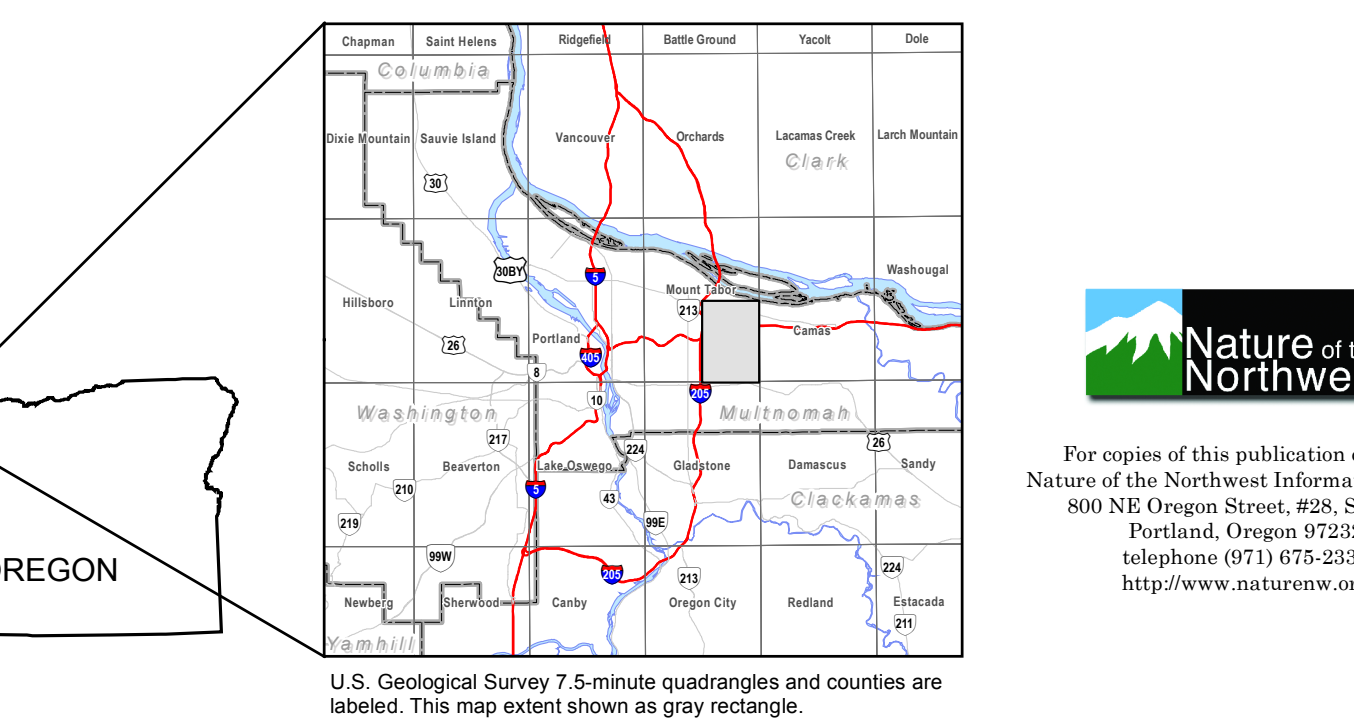 Chapman Saint Helens Ridgefield Battle Ground Yacolt Dole
Columbia
Dixie Mountain Sauvie Island Vancouver Orchards Lacamas Creek Larch Mountain
Clark
30
30BY
5
Washougal
Mount Tabor
Hillsboro Linnton
213
Camas
Portland
26
405
8
205
10
Washington
Multnomah
217
224
26
Scholls Beaverton Lake Oswego Gladstone Damascus Sandy
210
5
43
Clackamas
219
99E
99W
224
205
213
Newberg Sherwood Canby Oregon City Redland Estacada
211
Yamhill
OREGON
U.S. Geological Survey 7.5-minute quadrangles and counties are
labeled. This map extent shown as gray rectangle.
Nature of
Northwe
For copies of this publication
Nature of the Northwest Informa
800 NE Oregon Street, #28, S
Portland, Oregon 97232
telephone (971) 675-233
http://www.naturenw.or